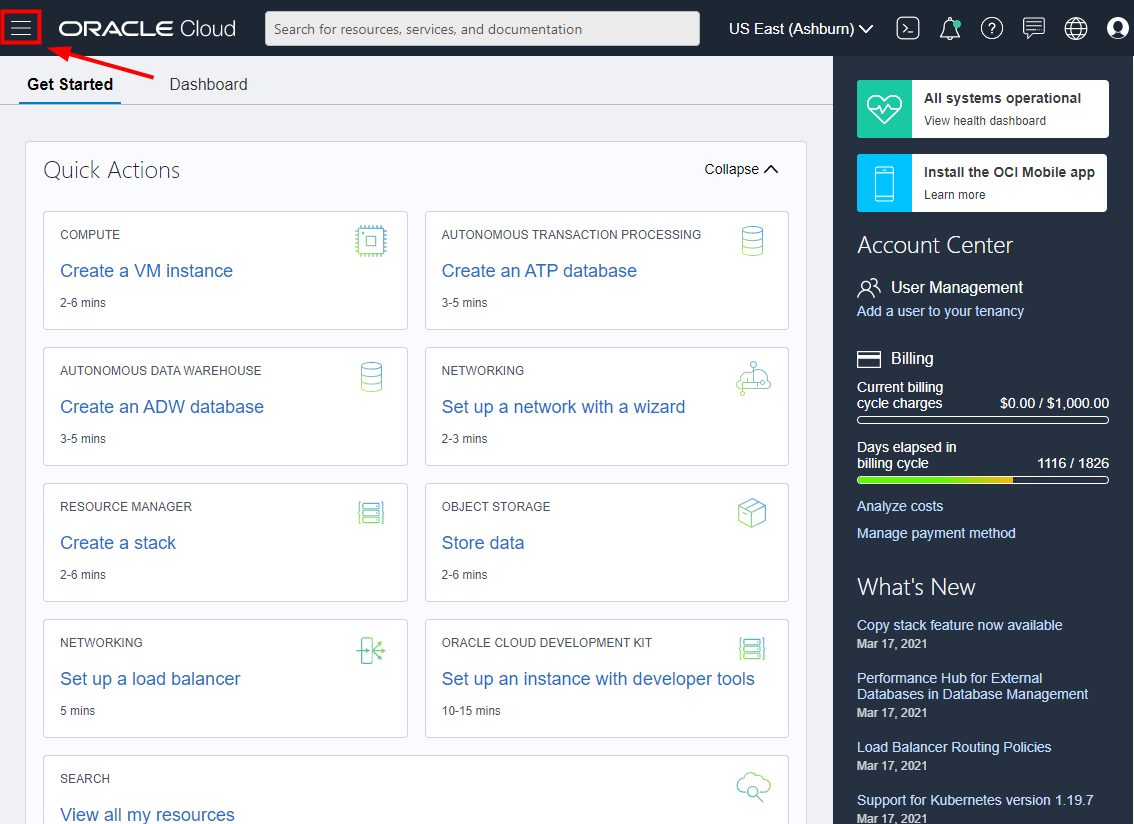 ORACLE Cloud
Search for resources, services, and documentation
US East (Ashburn)
Get Started
Dashboard
Quick Actions
Collapse
COMPUTE
Create a VM instance
2-6 mins
AUTONOMOUS TRANSACTION PROCESSING
Create an ATP database
3-5 mins
AUTONOMOUS DATA WAREHOUSE
Create an ADW database
3-5 mins
NETWORKING
Set up a network with a wizard
2-3 mins
RESOURCE MANAGER
Create a stack
2-6 mins
OBJECT STORAGE
Store data
2-6 mins
NETWORKING
Set up a load balancer
5 mins
ORACLE CLOUD DEVELOPMENT KIT
Set up an instance with developer tools
10-15 mins
SEARCH
View all my resources
All systems operational
View health dashboard
Install the OCI Mobile app
Learn more
Account Center
User Management
Add a user to your tenancy
Billing
Current billing
cycle charges
$0.00 / $1,000.00
Days elapsed in
billing cycle
1116 / 1826
Analyze costs
Manage payment method
What's New
Copy stack feature now available
Mar 17, 2021
Performance Hub for External
Databases in Database Management
Mar 17, 2021
Load Balancer Routing Policies
Mar 17, 2021
Support for Kubernetes version 1.19.7
Mar 17, 2021